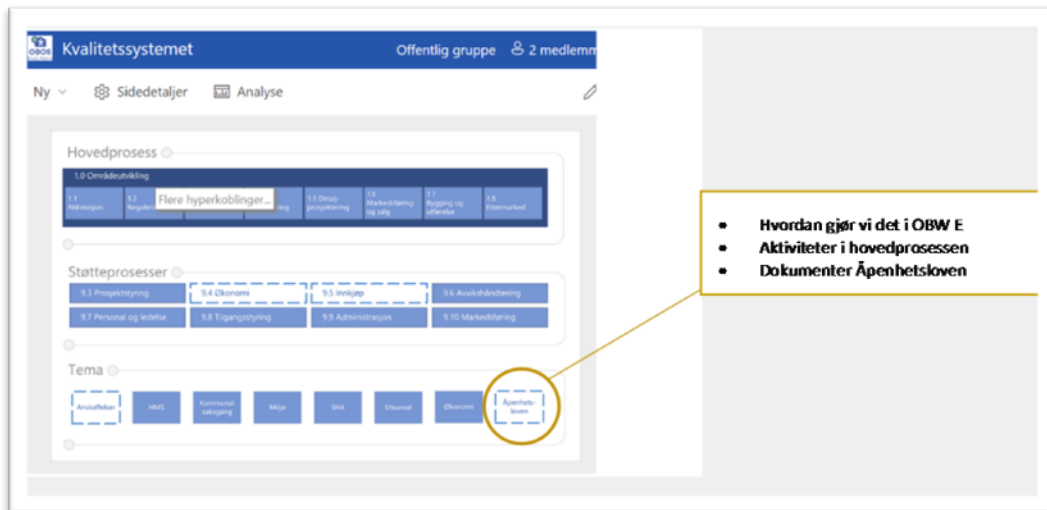 OBOS
Kvalitetssystemet
Offentlig gruppe 2 medlemm
Ny Sidedetaljer Analyse
Hovedprosess
1.0 Områdeutvikling
1.1
1.2
Flere hyperkoblinger...
ing
1.5 Detalj-
prosjektering
1.6
Markedsføring
og salg
1.7
Bygging og
utførelse
1.8
Ettermarked
Støtteprosesser
9.3 Prosjektstyring
9.4 Økonomi
9.5 Innkjøp
9.6 Avvikshåndtering
9.7 Personal og ledelse
9.8 Tilgangsstyring
9.9 Administrasjon
9.10 Markedsføring
Tema
Anskaffelser
HMS
Kommunal
saksgang
Miljø
SHA
Uteareal
Økonomi
Åpenhets-
loven
• Hvordan gjør vi det i OBW E
• Aktiviteter i hovedprosessen
• Dokumenter Åpenhetsloven